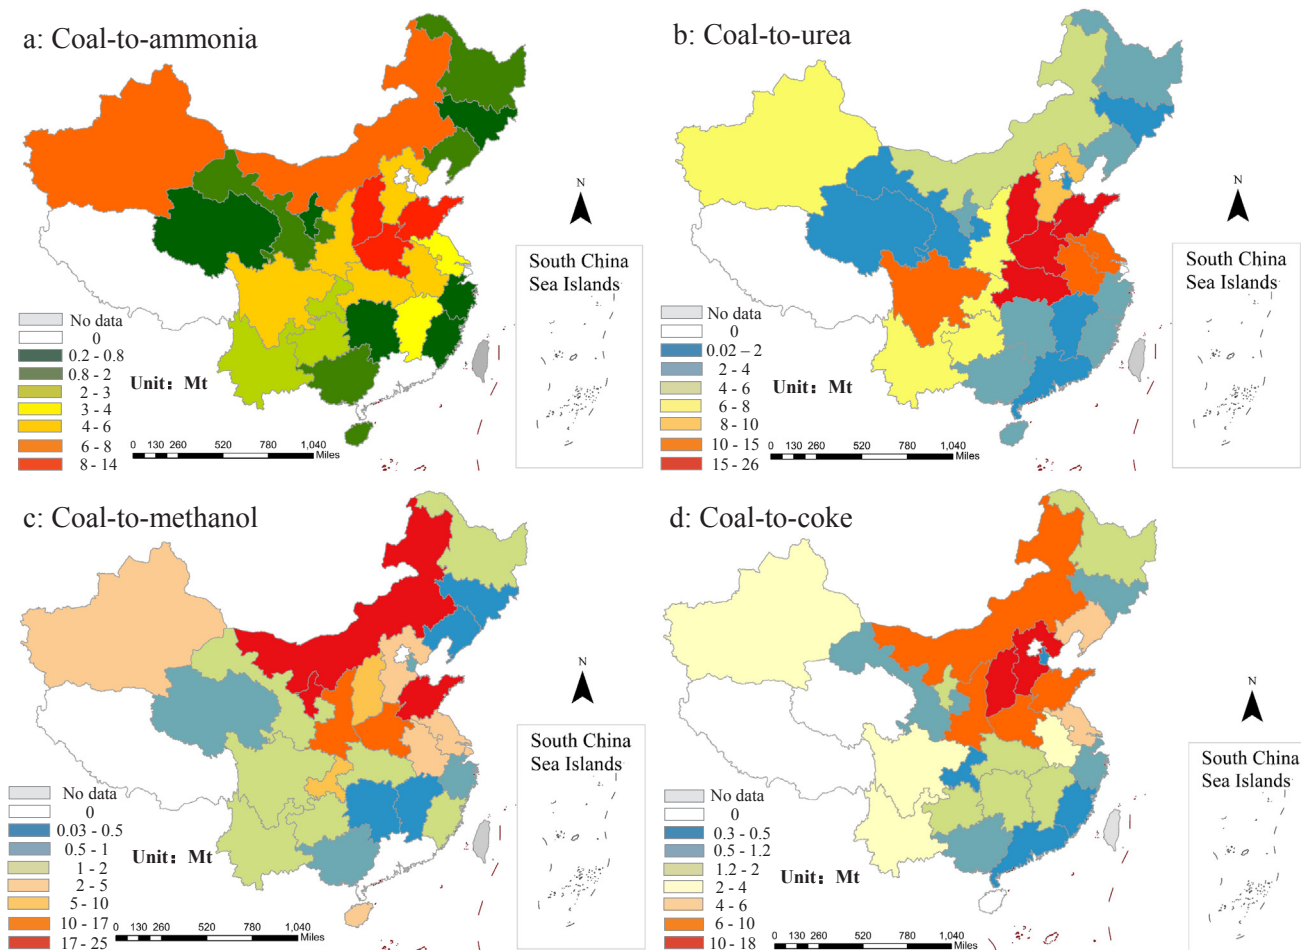 a: Coal-to-ammonia
N
South China
Sea Islands
No data
0
0.2 - 0.8
0.8 - 2
2 - 3
3 - 4
4 - 6
6 - 8
8 - 14
Unit: Mt
0 130 260 520 780 1,040
Miles
b: Coal-to-urea
N
South China
Sea Islands
No data
0
0.02 – 2
2 - 4
4 - 6
6 - 8
8 - 10
10 - 15
15 - 26
Unit: Mt
0 130 260 520 780 1,040
Miles
c: Coal-to-methanol
N
South China
Sea Islands
No data
0
0.03 - 0.5
0.5 - 1
1 - 2
2 - 5
5 - 10
10 - 17
17 - 25
Unit: Mt
0 130 260 520 780 1,040
Miles
d: Coal-to-coke
N
South China
Sea Islands
No data
0
0.3 - 0.5
0.5 - 1.2
1.2 - 2
2 - 4
4 - 6
6 - 10
10 - 18
Unit: Mt
0 130 260 520 780 1,040
Miles